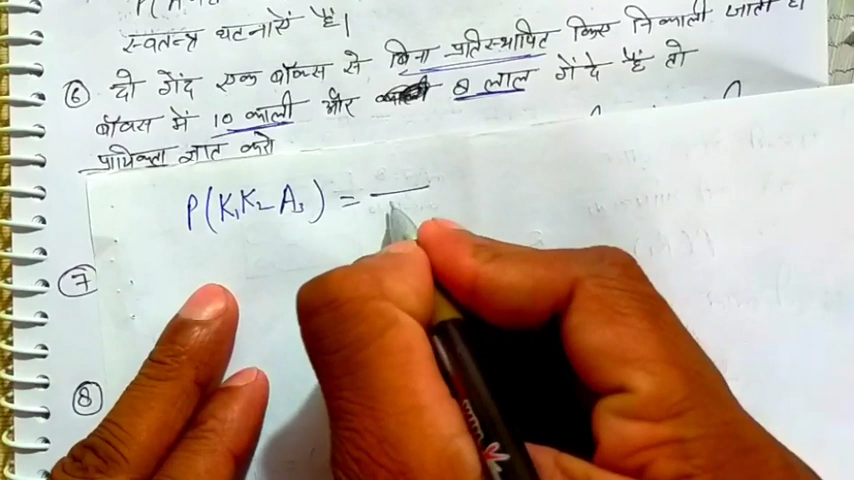 स्वतन्त्र घटनायें हैं।
⑥ दो गेंद एक बॉक्स से बिना प्रतिस्थापित किए निकाली जाती है
बॉक्स में 10 काली और 8 लाल गेंदे हैं तो
प्रायिकता ज्ञात करो
P(K₁K₂A₃) =
⑦
⑧